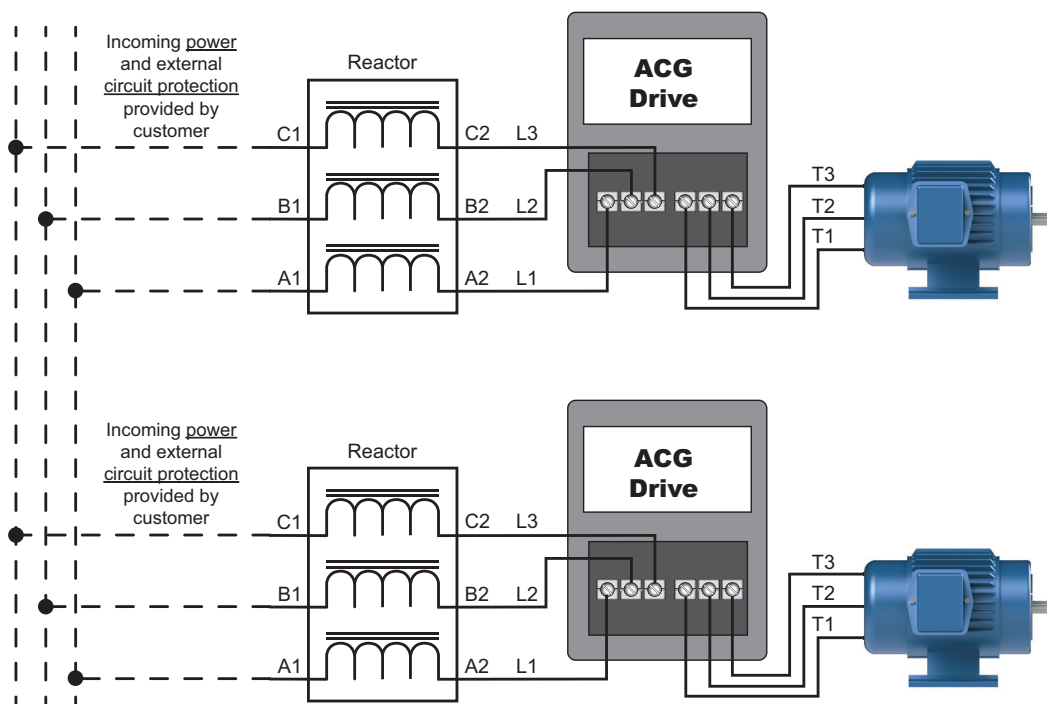 Incoming power
and external
circuit protection
provided by
customer
Reactor
ACG
Drive
C1
C2
L3
B1
B2
L2
A1
A2
L1
T3
T2
T1
Incoming power
and external
circuit protection
provided by
customer
Reactor
ACG
Drive
C1
C2
L3
B1
B2
L2
A1
A2
L1
T3
T2
T1